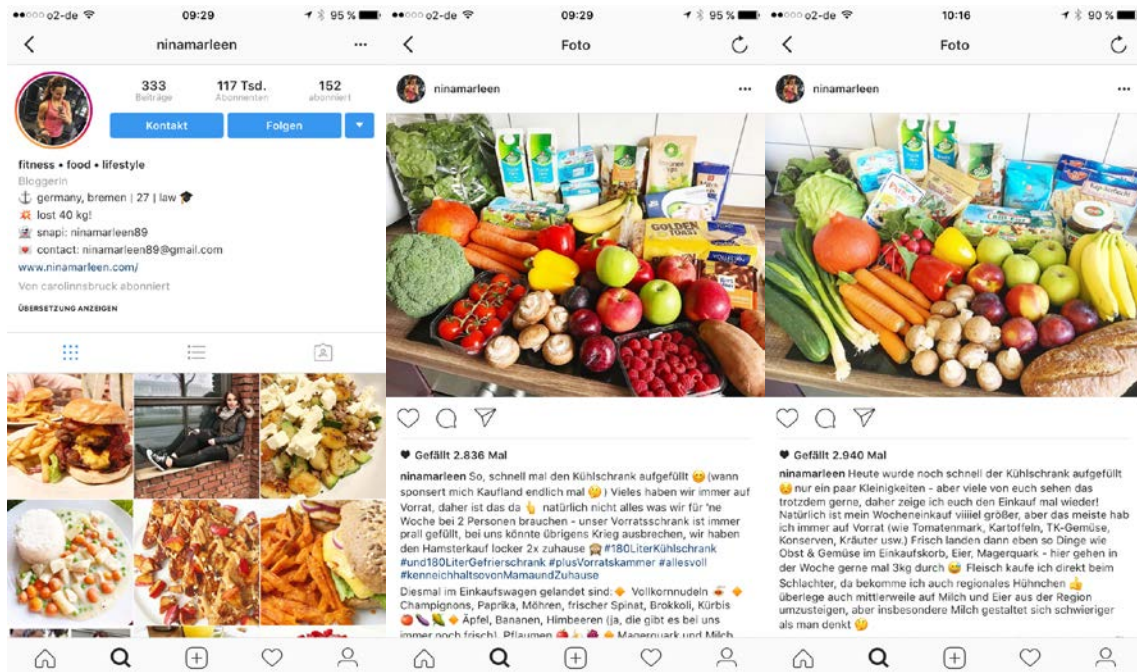 o2-de 09:29 95 %
ninamarleen
333 117 Tsd. 152
Beiträge Abonnenten abonniert
Kontakt Folgen
fitness • food • lifestyle
Bloggerin
germany, bremen | 27 | law
lost 40 kg!
snapi: ninamarleen89
contact: ninamarleen89@gmail.com
www.ninamarleen.com/
Von carolinnsbruck abonniert
ÜBERSETZUNG ANZEIGEN
o2-de 09:29 95 %
Foto
ninamarleen
GOLDEN
TOAST
Gefällt 2.836 Mal
ninamarleen So, schnell mal den Kühlschrank aufgefüllt 😊 (wann
sponsert mich Kaufland endlich mal 🤔) Vieles haben wir immer auf
Vorrat, daher ist das da 👆 natürlich nicht alles was wir für 'ne
Woche bei 2 Personen brauchen - unser Vorratsschrank ist immer
prall gefüllt, bei uns könnte übrigens Krieg ausbrechen, wir haben
den Hamsterkauf locker 2x zuhause 🙈 #180LiterKühlschrank
#und180LiterGefrierschrank #plusVorratskammer #allesvoll
#kenneichhaltsovonMamaundZuhause
Diesmal im Einkaufswagen gelandet sind: 🔸 Vollkornnudeln 🍝 🔸
Champignons, Paprika, Möhren, frischer Spinat, Brokkoli, Kürbis
🍅🍆🌽 🔸 Äpfel, Bananen, Himbeeren (ja, die gibt es bei uns
immer noch frisch), Pflaumen 🍎🍌🍇 🔸 Magerquark und Milch
o2-de 10:16 90 %
Foto
ninamarleen
Gefällt 2.940 Mal
ninamarleen Heute wurde noch schnell der Kühlschrank aufgefüllt
😊 nur ein paar Kleinigkeiten - aber viele von euch sehen das
trotzdem gerne, daher zeige ich euch den Einkauf mal wieder!
Natürlich ist mein Wocheneinkauf viiiiel größer, aber das meiste hab
ich immer auf Vorrat (wie Tomatenmark, Kartoffeln, TK-Gemüse,
Konserven, Kräuter usw.) Frisch landen dann eben so Dinge wie
Obst & Gemüse im Einkaufskorb, Eier, Magerquark - hier gehen in
der Woche gerne mal 3kg durch 😅 Fleisch kaufe ich direkt beim
Schlachter, da bekomme ich auch regionales Hühnchen 👍
überlege auch mittlerweile auf Milch und Eier aus der Region
umzusteigen, aber insbesondere Milch gestaltet sich schwieriger
als man denkt 🤔